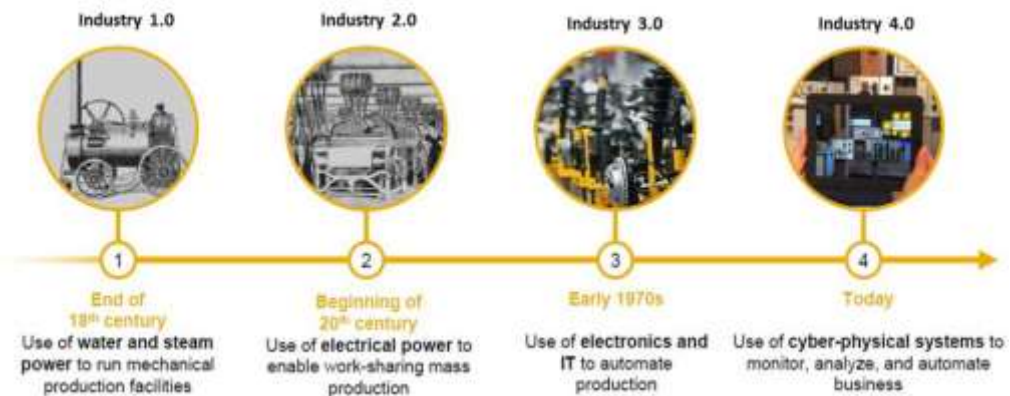 Industry 1.0
Industry 2.0
Industry 3.0
Industry 4.0
1
2
3
4
End of
18th century
Use of water and steam
power to run mechanical
production facilities
Beginning of
20th century
Use of electrical power to
enable work-sharing mass
production
Early 1970s
Use of electronics and
IT to automate
production
Today
Use of cyber-physical systems to
monitor, analyze, and automate
business